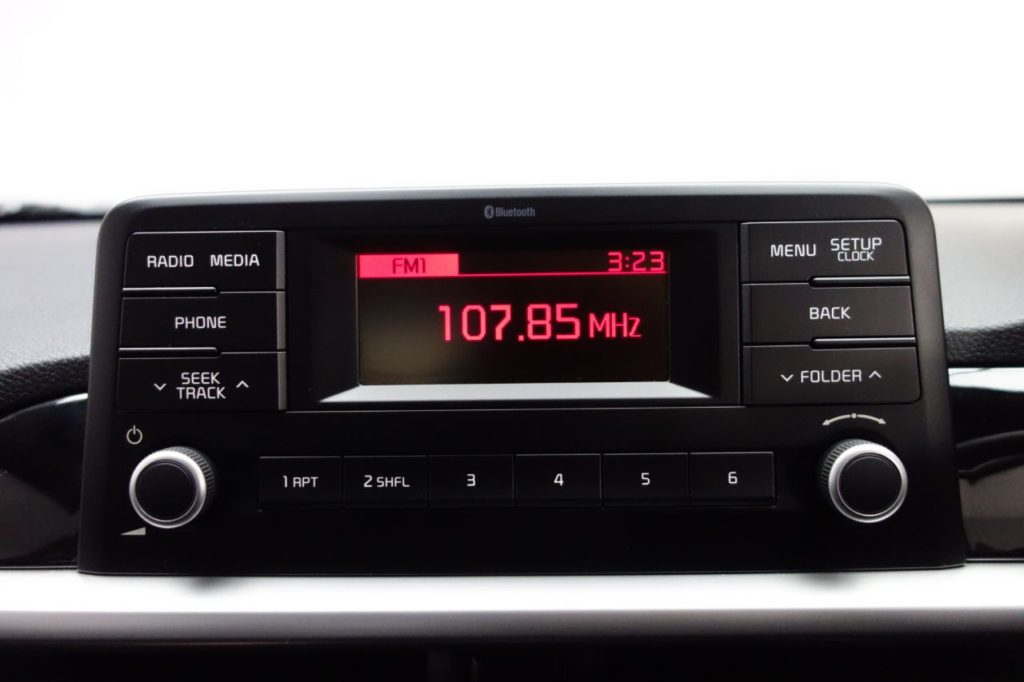 Bluetooth
RADIO MEDIA
PHONE
SEEK
TRACK
FM1 3:23
107.85 MHz
MENU SETUP
CLOCK
BACK
FOLDER
1 RPT 2 SHFL 3 4 5 6